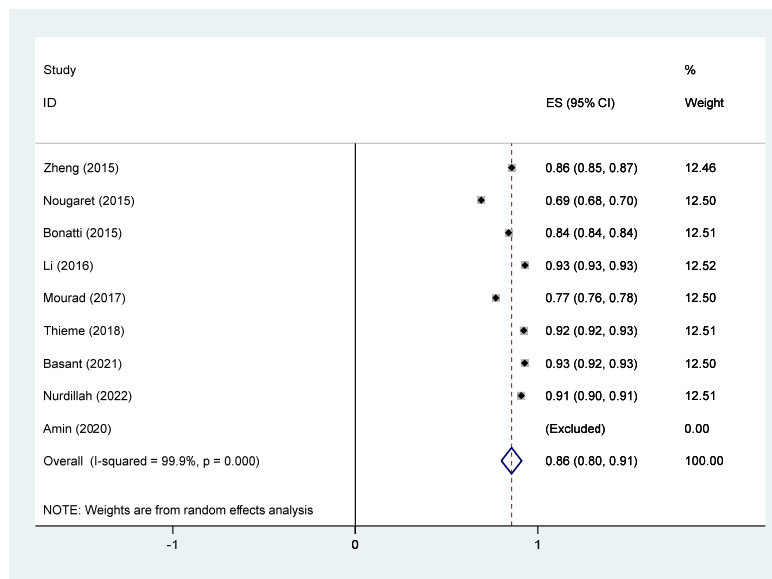 Study %
ID ES (95% CI) Weight
Zheng (2015) 0.86 (0.85, 0.87) 12.46
Nougaret (2015) 0.69 (0.68, 0.70) 12.50
Bonatti (2015) 0.84 (0.84, 0.84) 12.51
Li (2016) 0.93 (0.93, 0.93) 12.52
Mourad (2017) 0.77 (0.76, 0.78) 12.50
Thieme (2018) 0.92 (0.92, 0.93) 12.51
Basant (2021) 0.93 (0.92, 0.93) 12.50
Nurdillah (2022) 0.91 (0.90, 0.91) 12.51
Amin (2020) (Excluded) 0.00
Overall (I-squared = 99.9%, p = 0.000) 0.86 (0.80, 0.91) 100.00
NOTE: Weights are from random effects analysis
-1 0 1